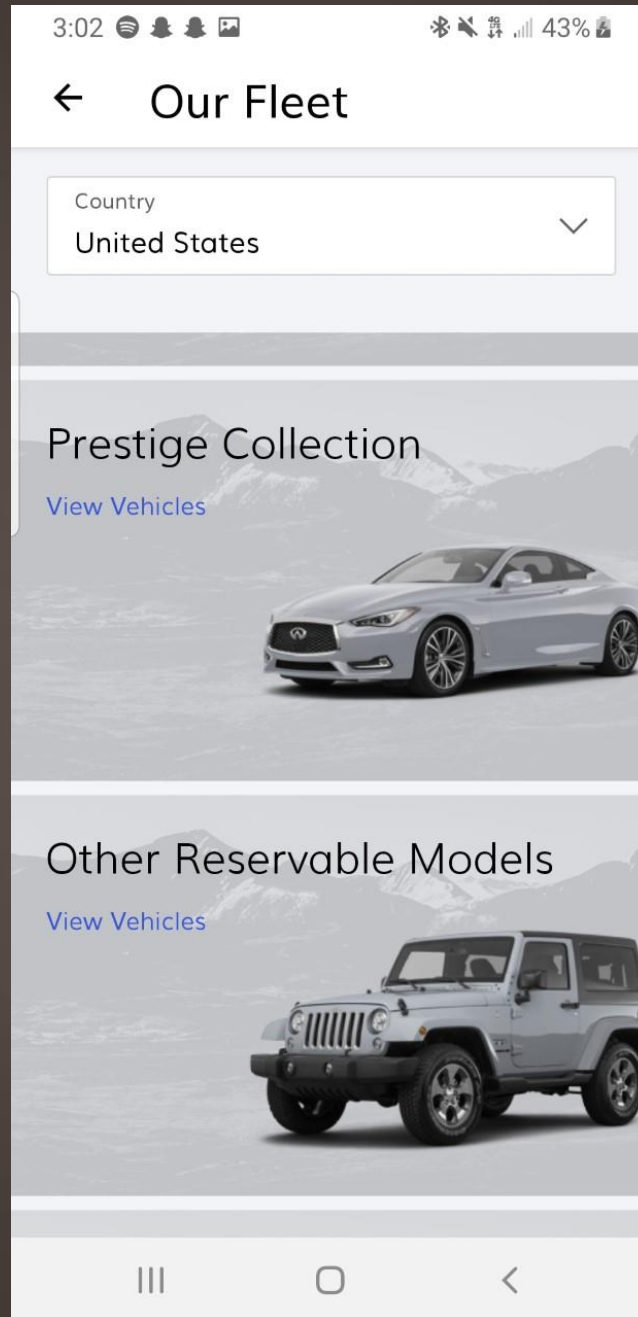 3:02
43%
Our Fleet
Country
United States
Prestige Collection
View Vehicles
Other Reservable Models
View Vehicles